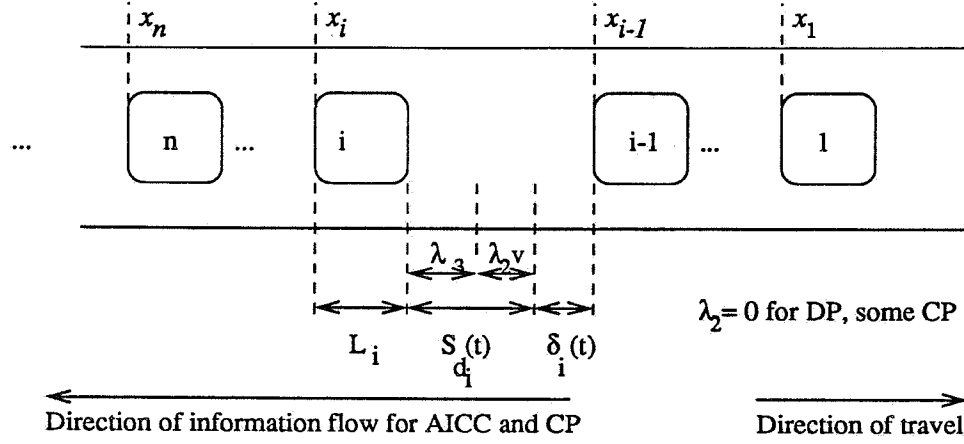 x_n x_i x_{i-1} x_1
... n ... i i-1 ... 1
λ_3 λ_2 v
λ_2 = 0 for DP, some CP
L_i S_{d_i}(t) δ_i(t)
Direction of information flow for AICC and CP Direction of travel